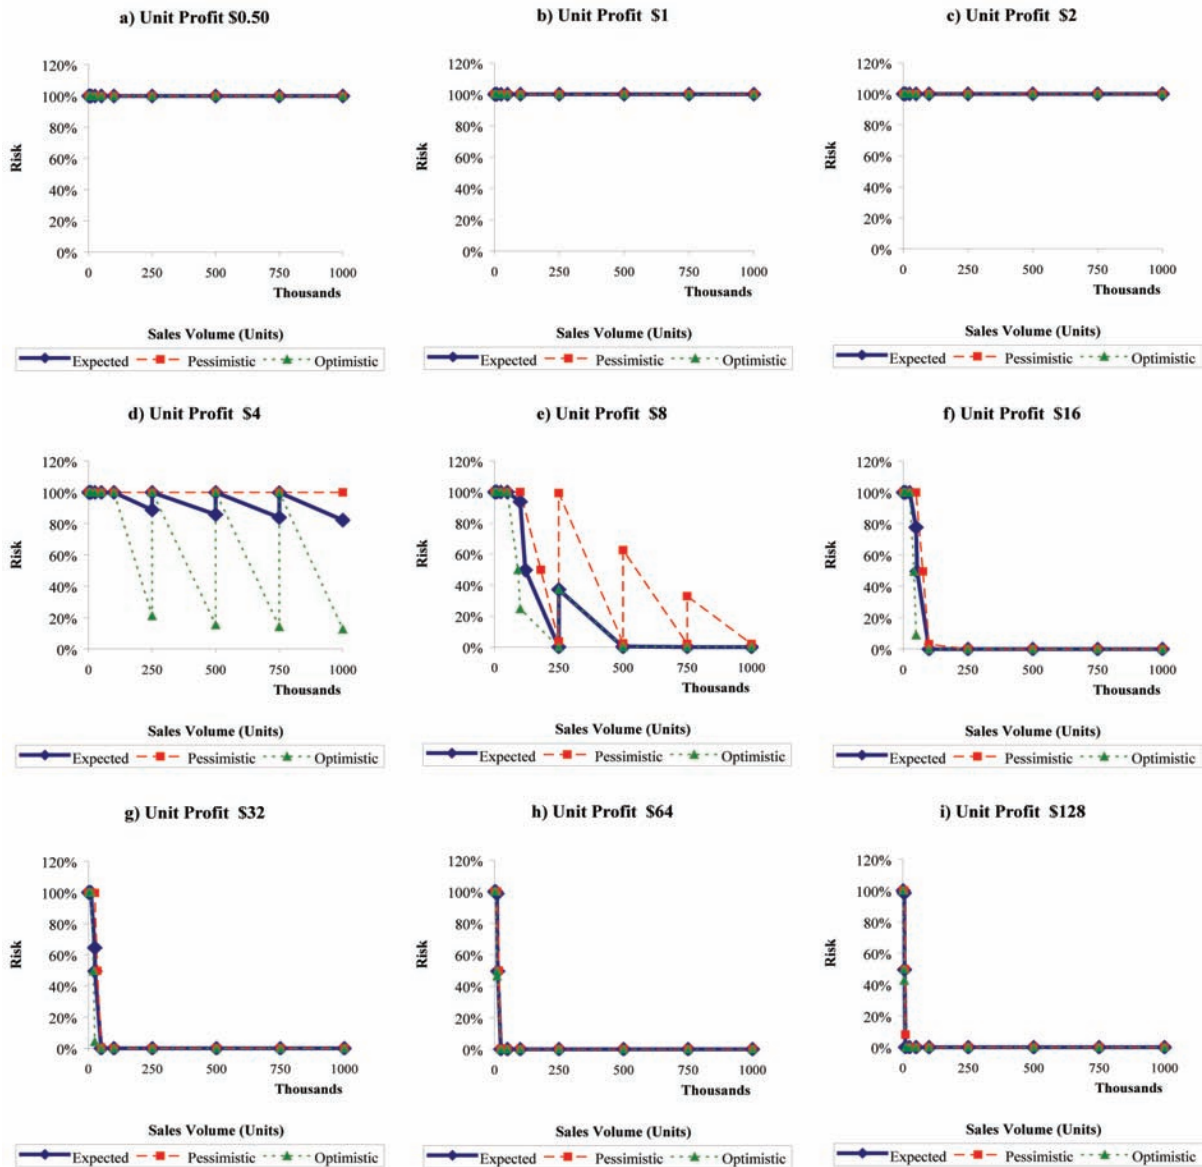 a) Unit Profit $0.50
120%
100%
80%
60%
40%
20%
0%
Risk
0 250 500 750 1000
Thousands
Sales Volume (Units)
Expected Pessimistic Optimistic
b) Unit Profit $1
120%
100%
80%
60%
40%
20%
0%
Risk
0 250 500 750 1000
Thousands
Sales Volume (Units)
Expected Pessimistic Optimistic
c) Unit Profit $2
120%
100%
80%
60%
40%
20%
0%
Risk
0 250 500 750 1000
Thousands
Sales Volume (Units)
Expected Pessimistic Optimistic
d) Unit Profit $4
120%
100%
80%
60%
40%
20%
0%
Risk
0 250 500 750 1000
Thousands
Sales Volume (Units)
Expected Pessimistic Optimistic
e) Unit Profit $8
120%
100%
80%
60%
40%
20%
0%
Risk
0 250 500 750 1000
Thousands
Sales Volume (Units)
Expected Pessimistic Optimistic
f) Unit Profit $16
120%
100%
80%
60%
40%
20%
0%
Risk
0 250 500 750 1000
Thousands
Sales Volume (Units)
Expected Pessimistic Optimistic
g) Unit Profit $32
120%
100%
80%
60%
40%
20%
0%
Risk
0 250 500 750 1000
Thousands
Sales Volume (Units)
Expected Pessimistic Optimistic
h) Unit Profit $64
120%
100%
80%
60%
40%
20%
0%
Risk
0 250 500 750 1000
Thousands
Sales Volume (Units)
Expected Pessimistic Optimistic
i) Unit Profit $128
120%
100%
80%
60%
40%
20%
0%
Risk
0 250 500 750 1000
Thousands
Sales Volume (Units)
Expected Pessimistic Optimistic